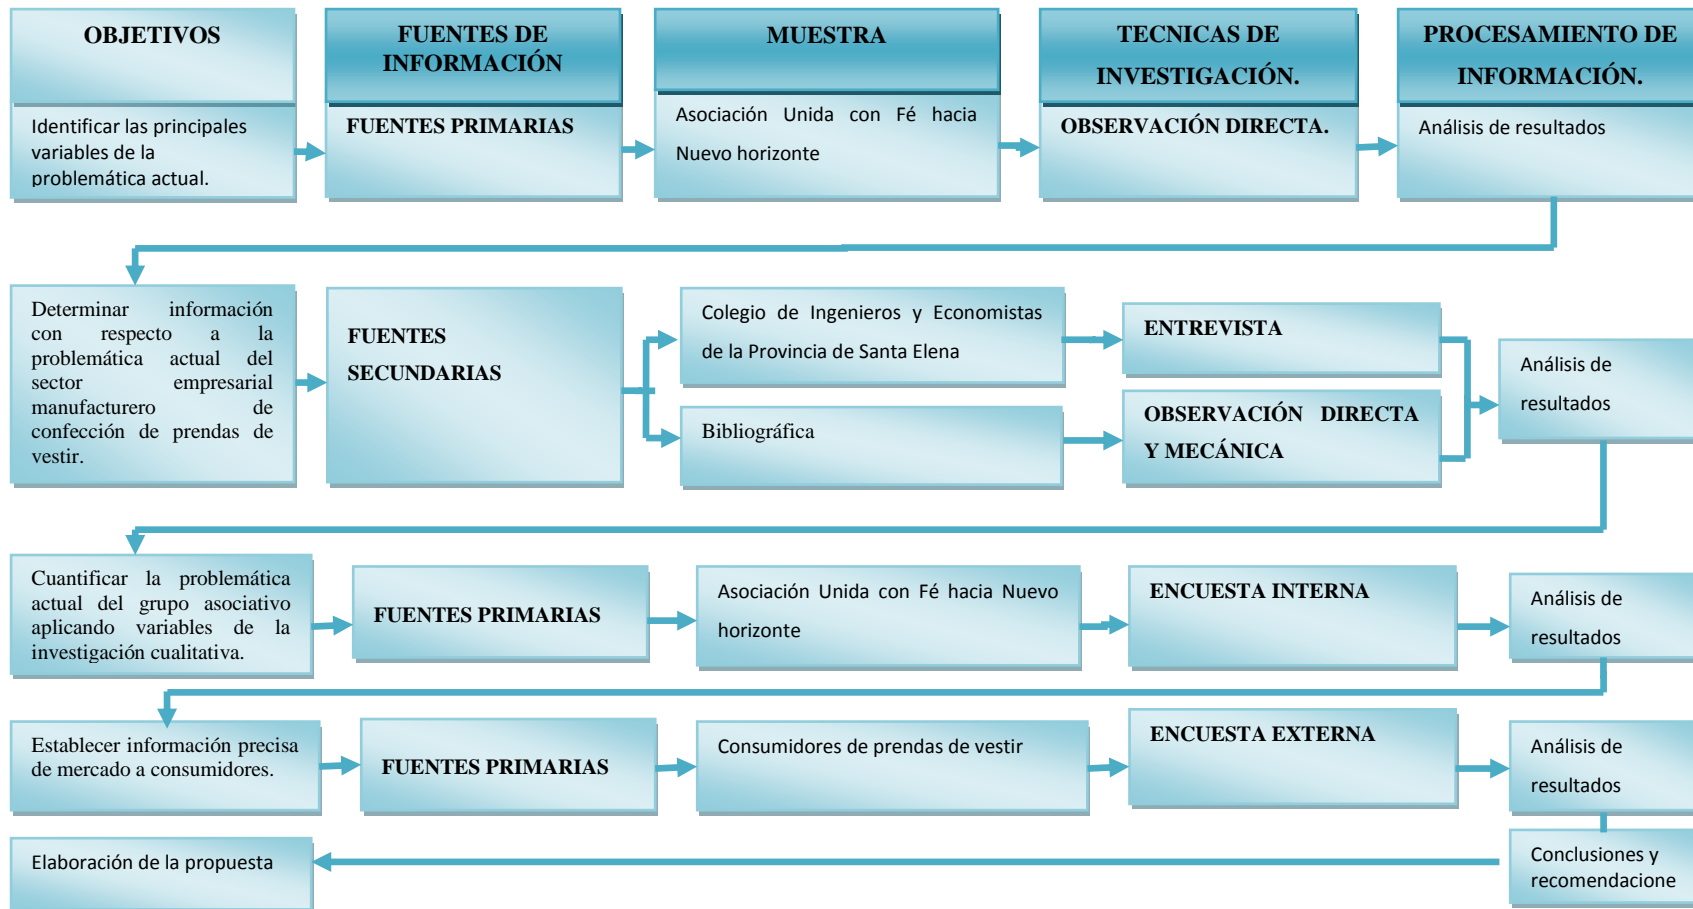 OBJETIVOS
FUENTES DE
INFORMACIÓN
MUESTRA
TECNICAS DE
INVESTIGACIÓN.
PROCESAMIENTO DE
INFORMACIÓN.
Identificar las principales
variables de la
problemática actual.
FUENTES PRIMARIAS
Asociación Unida con Fé hacia
Nuevo horizonte
OBSERVACIÓN DIRECTA.
Análisis de resultados
Determinar información
con respecto a la
problemática actual del
sector empresarial
manufacturero de
confección de prendas de
vestir.
FUENTES
SECUNDARIAS
Colegio de Ingenieros y Economistas
de la Provincia de Santa Elena
ENTREVISTA
Bibliográfica
OBSERVACIÓN DIRECTA
Y MECÁNICA
Análisis de
resultados
Cuantificar la problemática
actual del grupo asociativo
aplicando variables de la
investigación cualitativa.
FUENTES PRIMARIAS
Asociación Unida con Fé hacia Nuevo
horizonte
ENCUESTA INTERNA
Análisis de
resultados
Establecer información precisa
de mercado a consumidores.
FUENTES PRIMARIAS
Consumidores de prendas de vestir
ENCUESTA EXTERNA
Análisis de
resultados
Elaboración de la propuesta
Conclusiones y
recomendacione